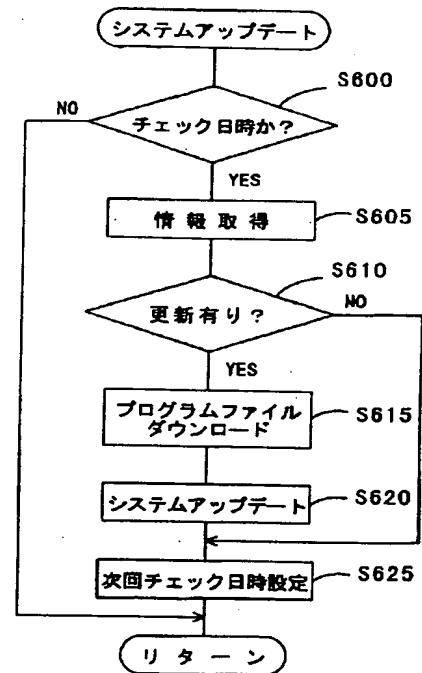 システムアップデート
S600
NO
チェック日時か?
YES
情報取得
S605
S610
更新有り?
NO
YES
プログラムファイル
ダウンロード
S615
システムアップデート
S620
次回チェック日時設定
S625
リターン